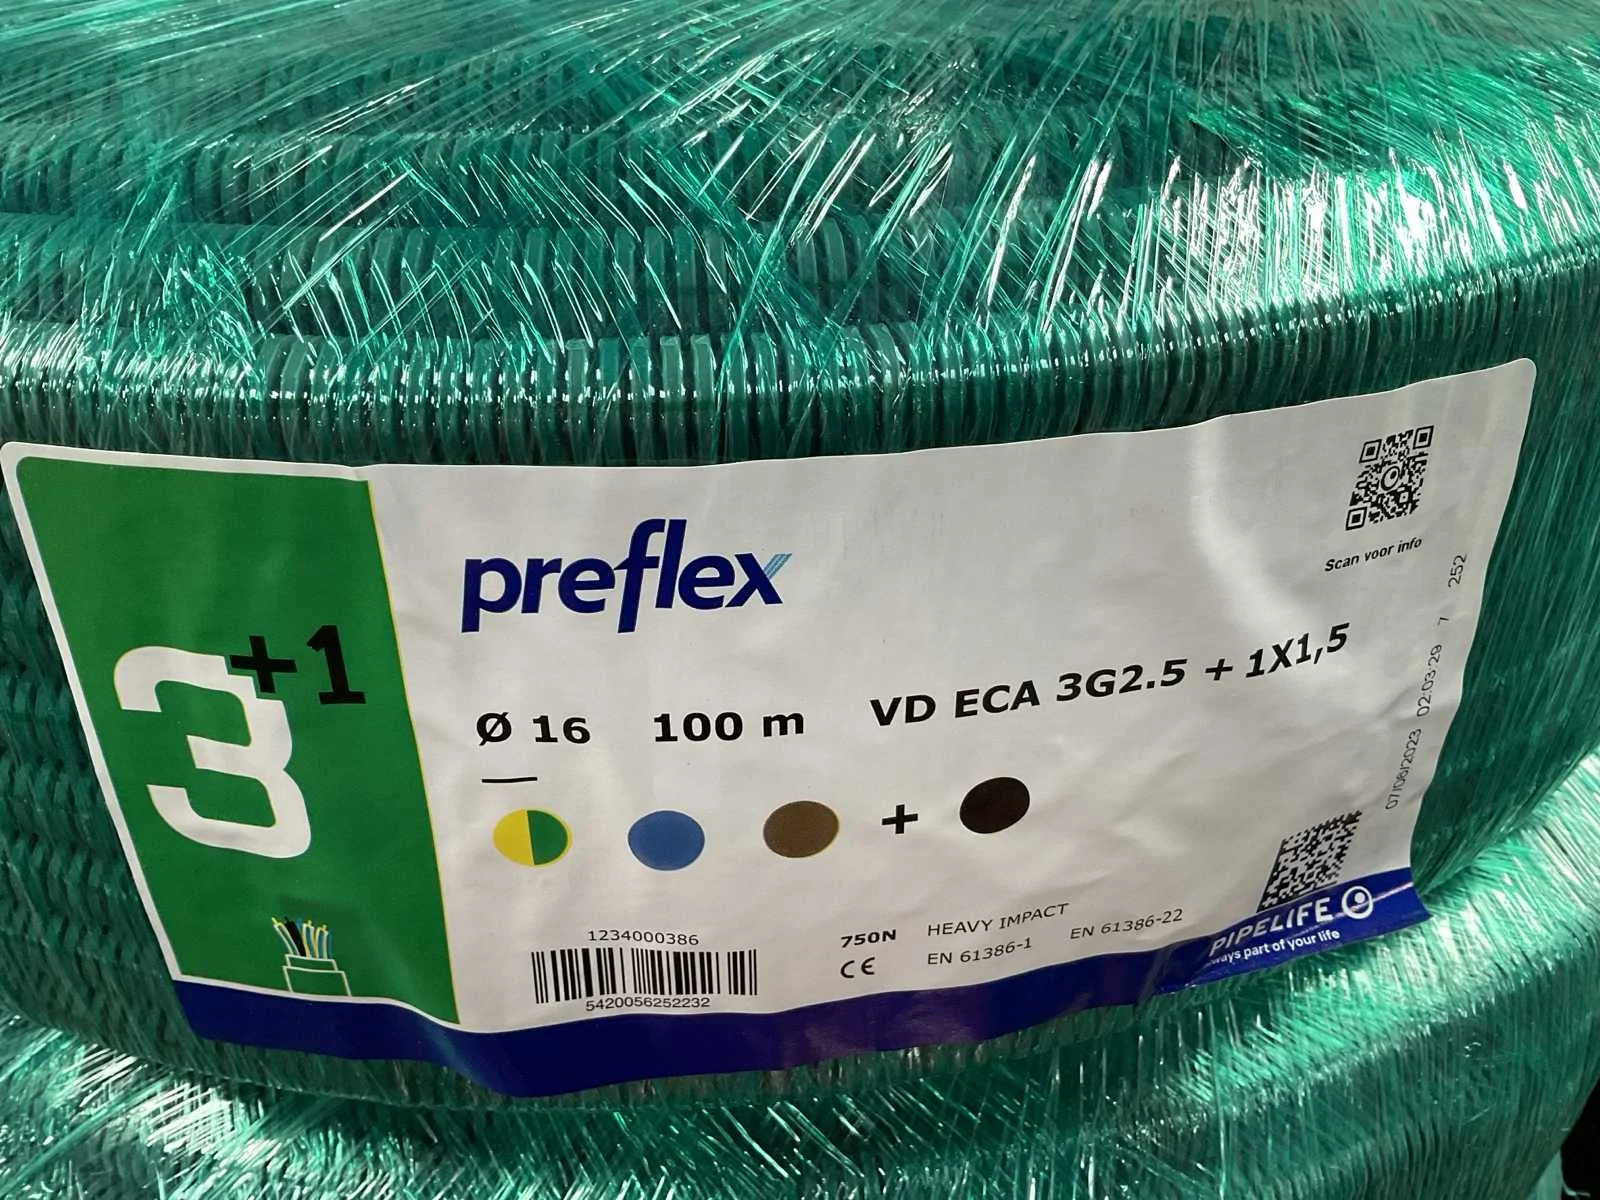 3+1
preflex
Ø 16 100 m VD ECA 3G2.5 + 1X1,5
+
1234000386
5420056252232
750N HEAVY IMPACT
CE EN 61386-1 EN 61386-22
Scan voor info
07/06/2023 02:03:29 7 252
PIPELIFE
always part of your life